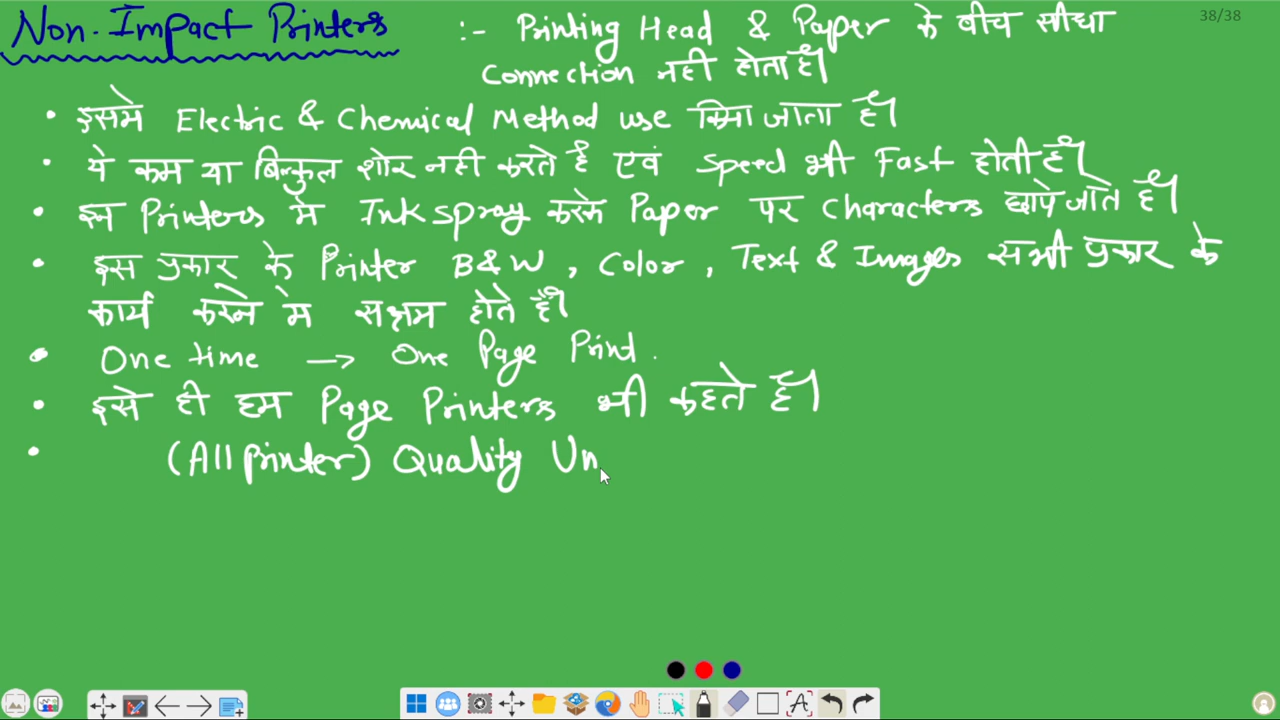 Non-Impact Printers :- Printing Head & Paper के बीच सीधा
Connection नही होता है।
• इसमे Electric & Chemical Method use किया जाता है।
• ये कम या बिल्कुल शोर नही करते है एवं Speed भी Fast होती है।
• इन Printers मे Ink spray करके Paper पर Characters छापे जाते है।
• इस प्रकार के Printer B&W, Color, Text & Images सभी प्रकार के
कार्य करने मे सक्षम होते है।
• One time → One Page Print.
• इसे ही हम Page Printers भी कहते है।
• (All printer) Quality Un
38/38